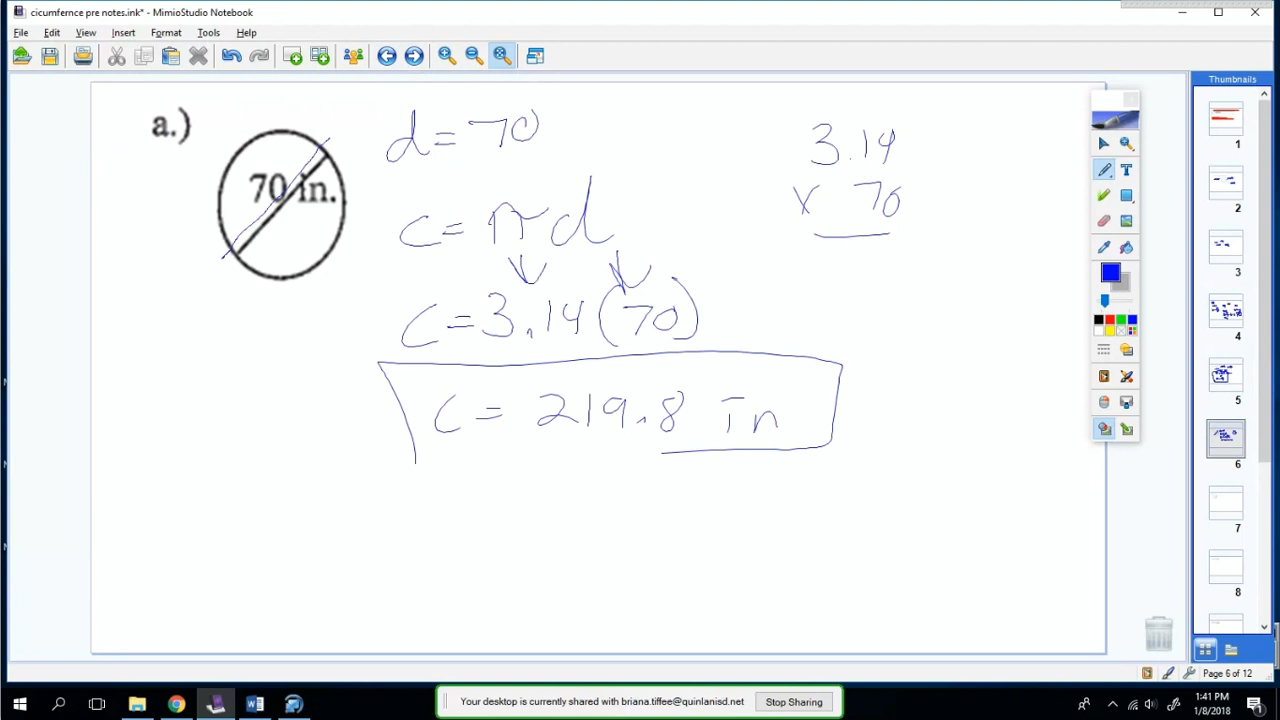 cicumfernce pre notes.ink* - MimioStudio Notebook
File Edit View Insert Format Tools Help
Thumbnails
a.)
70 in.
d = 70
c = πd
c = 3.14 (70)
c = 219.8 in
3.14
x 70
1
2
3
4
5
6
7
8
Page 6 of 12
Your desktop is currently shared with briana.tiffee@quinlanisd.net Stop Sharing
1:41 PM
1/8/2018